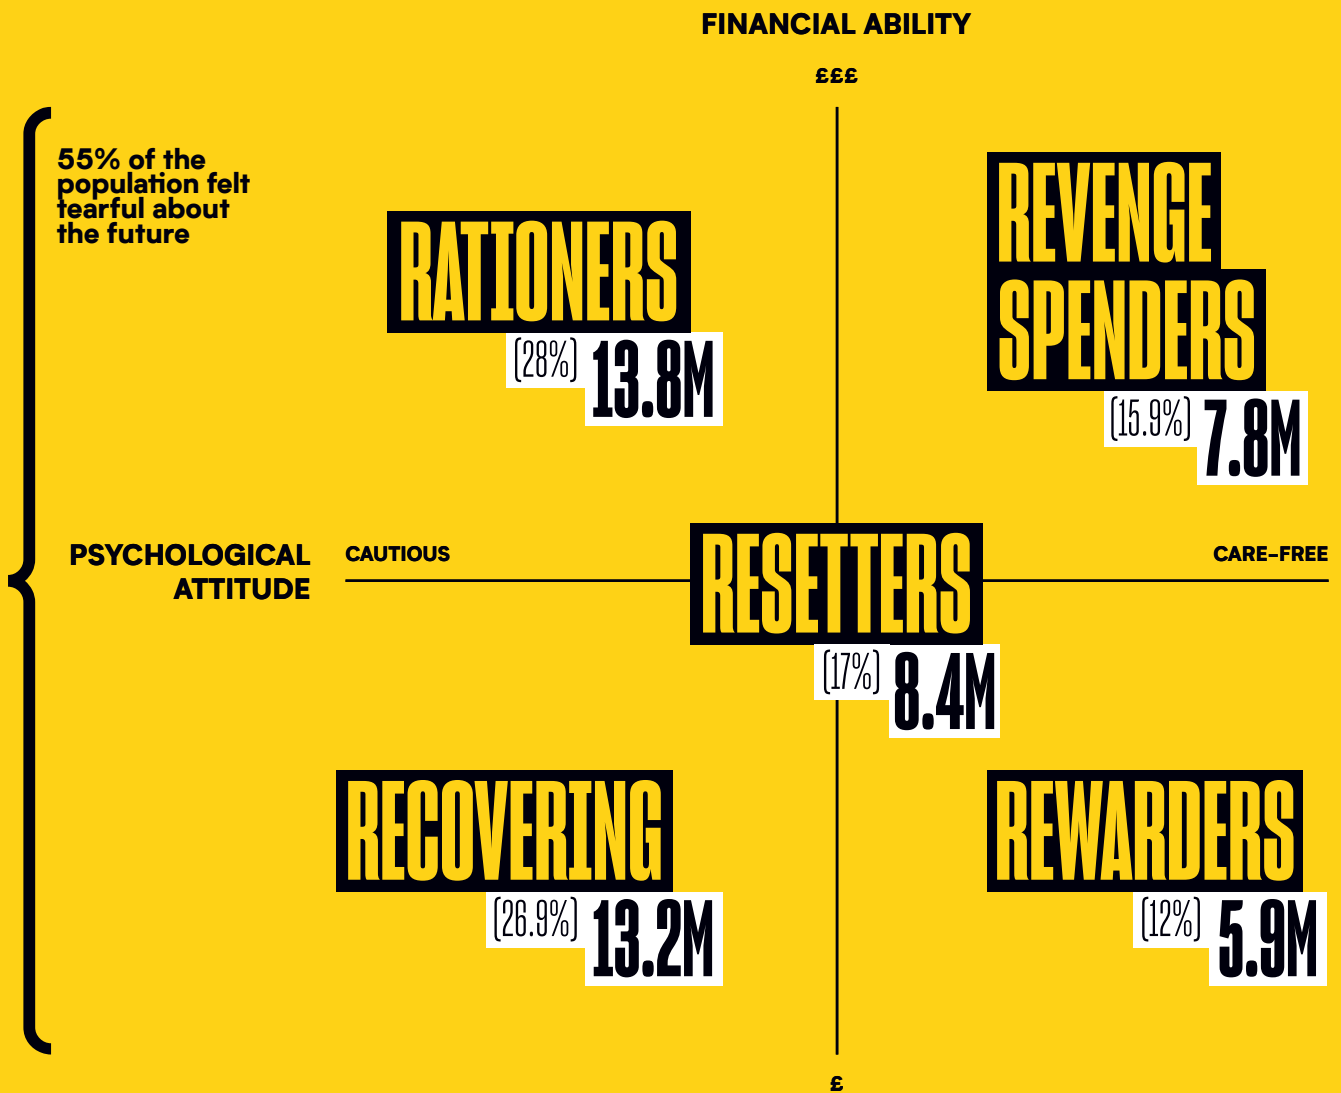 FINANCIAL ABILITY
£££
55% of the
population felt
tearful about
the future
RATIONERS
(28%) 13.8M
REVENGE
SPENDERS
(15.9%) 7.8M
PSYCHOLOGICAL
ATTITUDE
CAUTIOUS
CARE-FREE
RESETTERS
(17%) 8.4M
RECOVERING
(26.9%) 13.2M
REWARDERS
(12%) 5.9M
£